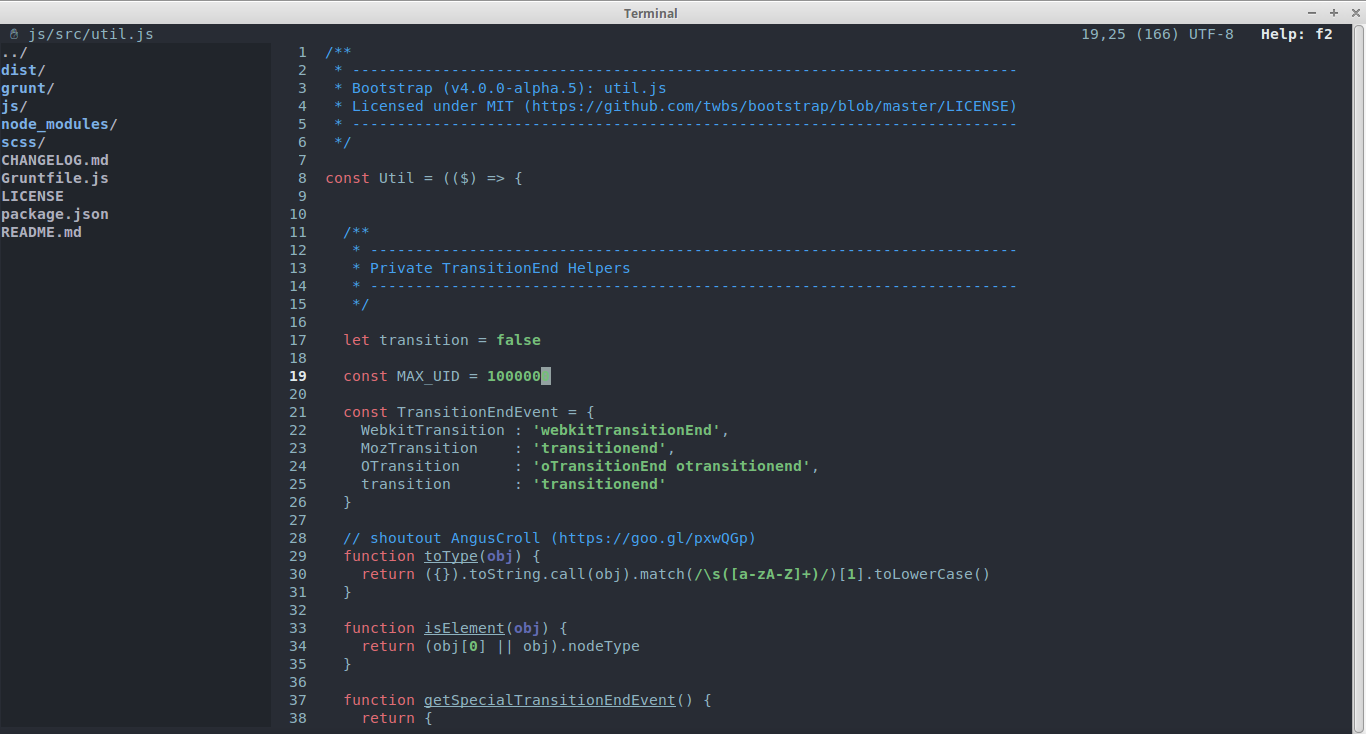 Terminal
js/src/util.js 19,25 (166) UTF-8 Help: f2
../
dist/
grunt/
js/
node_modules/
scss/
CHANGELOG.md
Gruntfile.js
LICENSE
package.json
README.md
1 /**
2  * --------------------------------------------------------------------------
3  * Bootstrap (v4.0.0-alpha.5): util.js
4  * Licensed under MIT (https://github.com/twbs/bootstrap/blob/master/LICENSE)
5  * --------------------------------------------------------------------------
6  */
7
8 const Util = (($) => {
9
10
11   /**
12    * ------------------------------------------------------------------------
13    * Private TransitionEnd Helpers
14    * ------------------------------------------------------------------------
15    */
16
17   let transition = false
18
19   const MAX_UID = 100000
20
21   const TransitionEndEvent = {
22     WebkitTransition : 'webkitTransitionEnd',
23     MozTransition    : 'transitionend',
24     OTransition      : 'oTransitionEnd otransitionend',
25     transition       : 'transitionend'
26   }
27
28   // shoutout AngusCroll (https://goo.gl/pxwQGp)
29   function toType(obj) {
30     return ({}).toString.call(obj).match(/\s([a-zA-Z]+)/)[1].toLowerCase()
31   }
32
33   function isElement(obj) {
34     return (obj[0] || obj).nodeType
35   }
36
37   function getSpecialTransitionEndEvent() {
38     return {